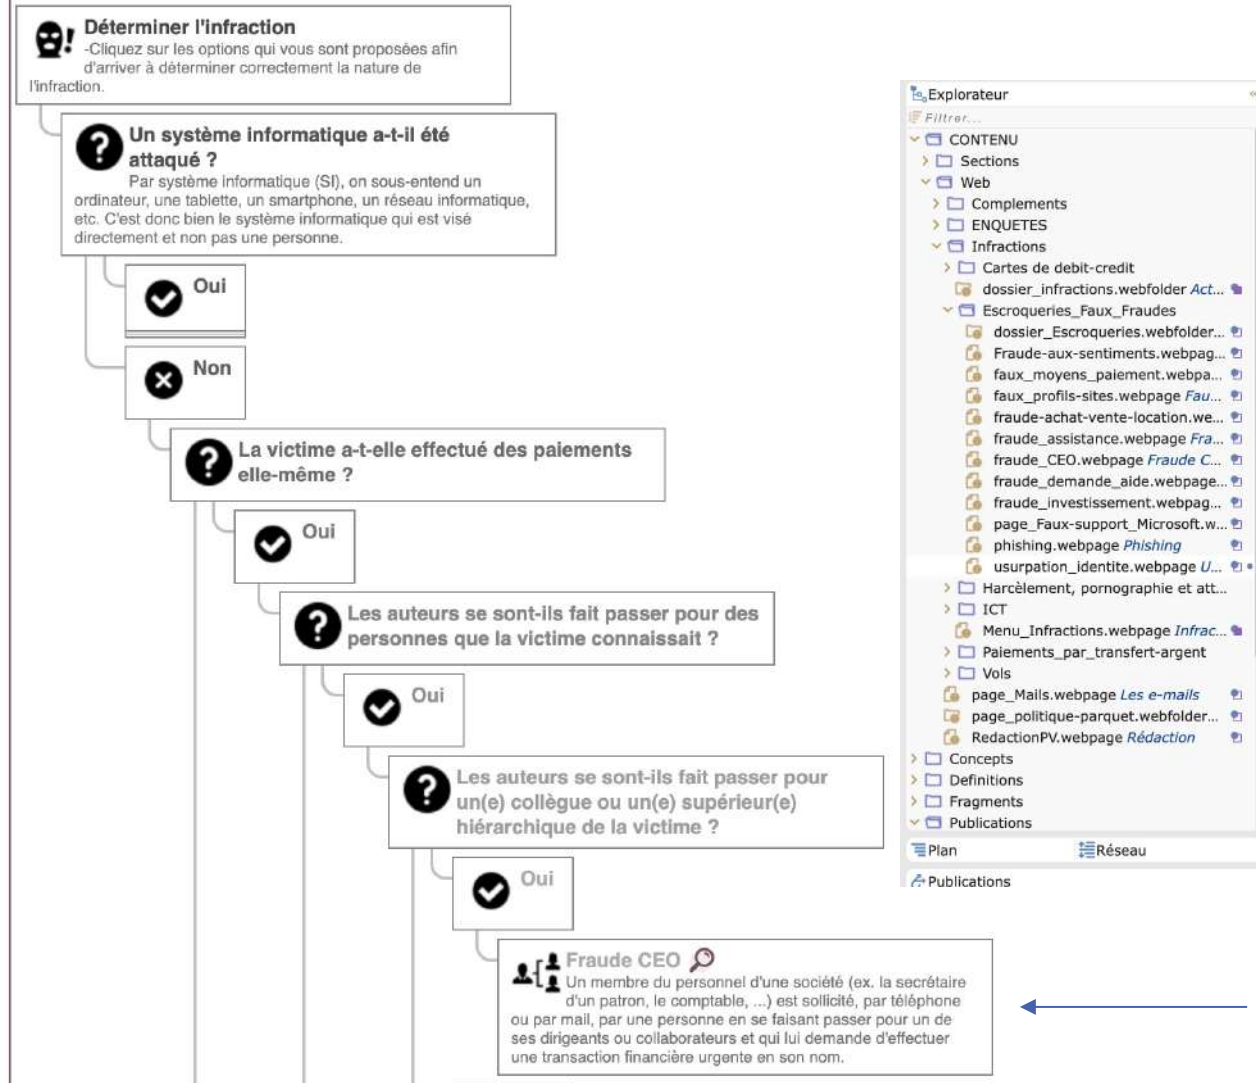 Déterminer l'infraction
-Cliquez sur les options qui vous sont proposées afin
d'arriver à déterminer correctement la nature de
l'infraction.
Un système informatique a-t-il été
attaqué ?
Par système informatique (SI), on sous-entend un
ordinateur, une tablette, un smartphone, un réseau informatique,
etc. C'est donc bien le système informatique qui est visé
directement et non pas une personne.
Oui
Non
La victime a-t-elle effectué des paiements
elle-même ?
Oui
Les auteurs se sont-ils fait passer pour des
personnes que la victime connaissait ?
Oui
Les auteurs se sont-ils fait passer pour
un(e) collègue ou un(e) supérieur(e)
hiérarchique de la victime ?
Oui
Fraude CEO
Un membre du personnel d'une société (ex. la secrétaire
d'un patron, le comptable, ...) est sollicité, par téléphone
ou par mail, par une personne en se faisant passer pour un de
ses dirigeants ou collaborateurs et qui lui demande d'effectuer
une transaction financière urgente en son nom.
Explorateur
Filtrer...
CONTENU
Sections
Web
Complements
ENQUETES
Infractions
Cartes de debit-credit
dossier_infractions.webfolder Act...
Escroqueries_Faux_Fraudes
dossier_Escroqueries.webfolder...
Fraude-aux-sentiments.webpag...
faux_moyens_paiement.webpa...
faux_profils-sites.webpage Fau...
fraude-achat-vente-location.we...
fraude_assistance.webpage Fra...
fraude_CEO.webpage Fraude C...
fraude_demande_aide.webpage...
fraude_investissement.webpag...
page_Faux-support_Microsoft.w...
phishing.webpage Phishing
usurpation_identite.webpage U...
Harcèlement, pornographie et att...
ICT
Menu_Infractions.webpage Infrac...
Paiements_par_transfert-argent
Vols
page_Mails.webpage Les e-mails
page_politique-parquet.webfolder...
RedactionPV.webpage Rédaction
Concepts
Definitions
Fragments
Publications
Plan Réseau
Publications